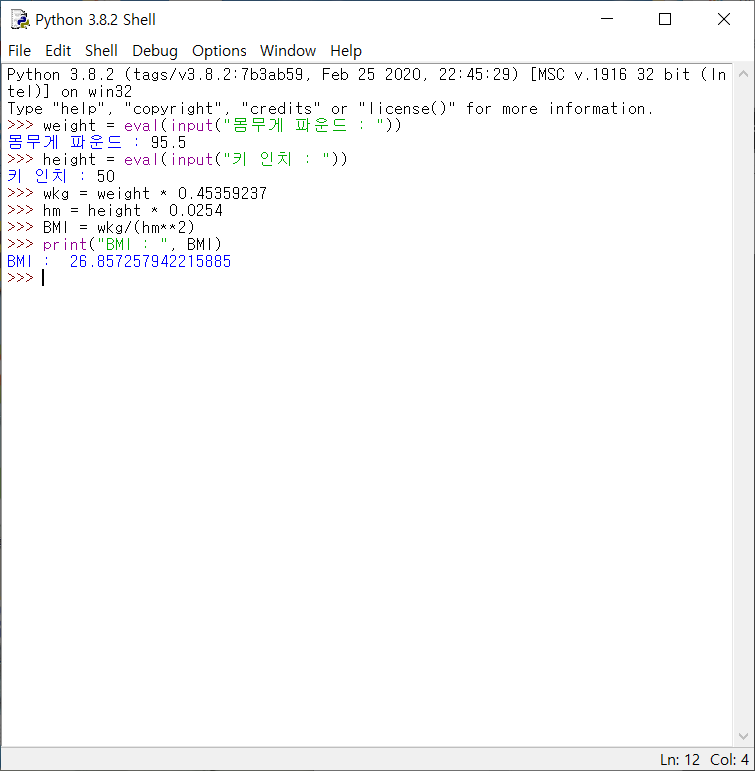 Python 3.8.2 Shell
File Edit Shell Debug Options Window Help
Python 3.8.2 (tags/v3.8.2:7b3ab59, Feb 25 2020, 22:45:29) [MSC v.1916 32 bit (In
tel)] on win32
Type "help", "copyright", "credits" or "license()" for more information.
>>> weight = eval(input("몸무게 파운드 : "))
몸무게 파운드 : 95.5
>>> height = eval(input("키 인치 : "))
키 인치 : 50
>>> wkg = weight * 0.45359237
>>> hm = height * 0.0254
>>> BMI = wkg/(hm**2)
>>> print("BMI : ", BMI)
BMI :  26.857257942215885
>>>
Ln: 12 Col: 4